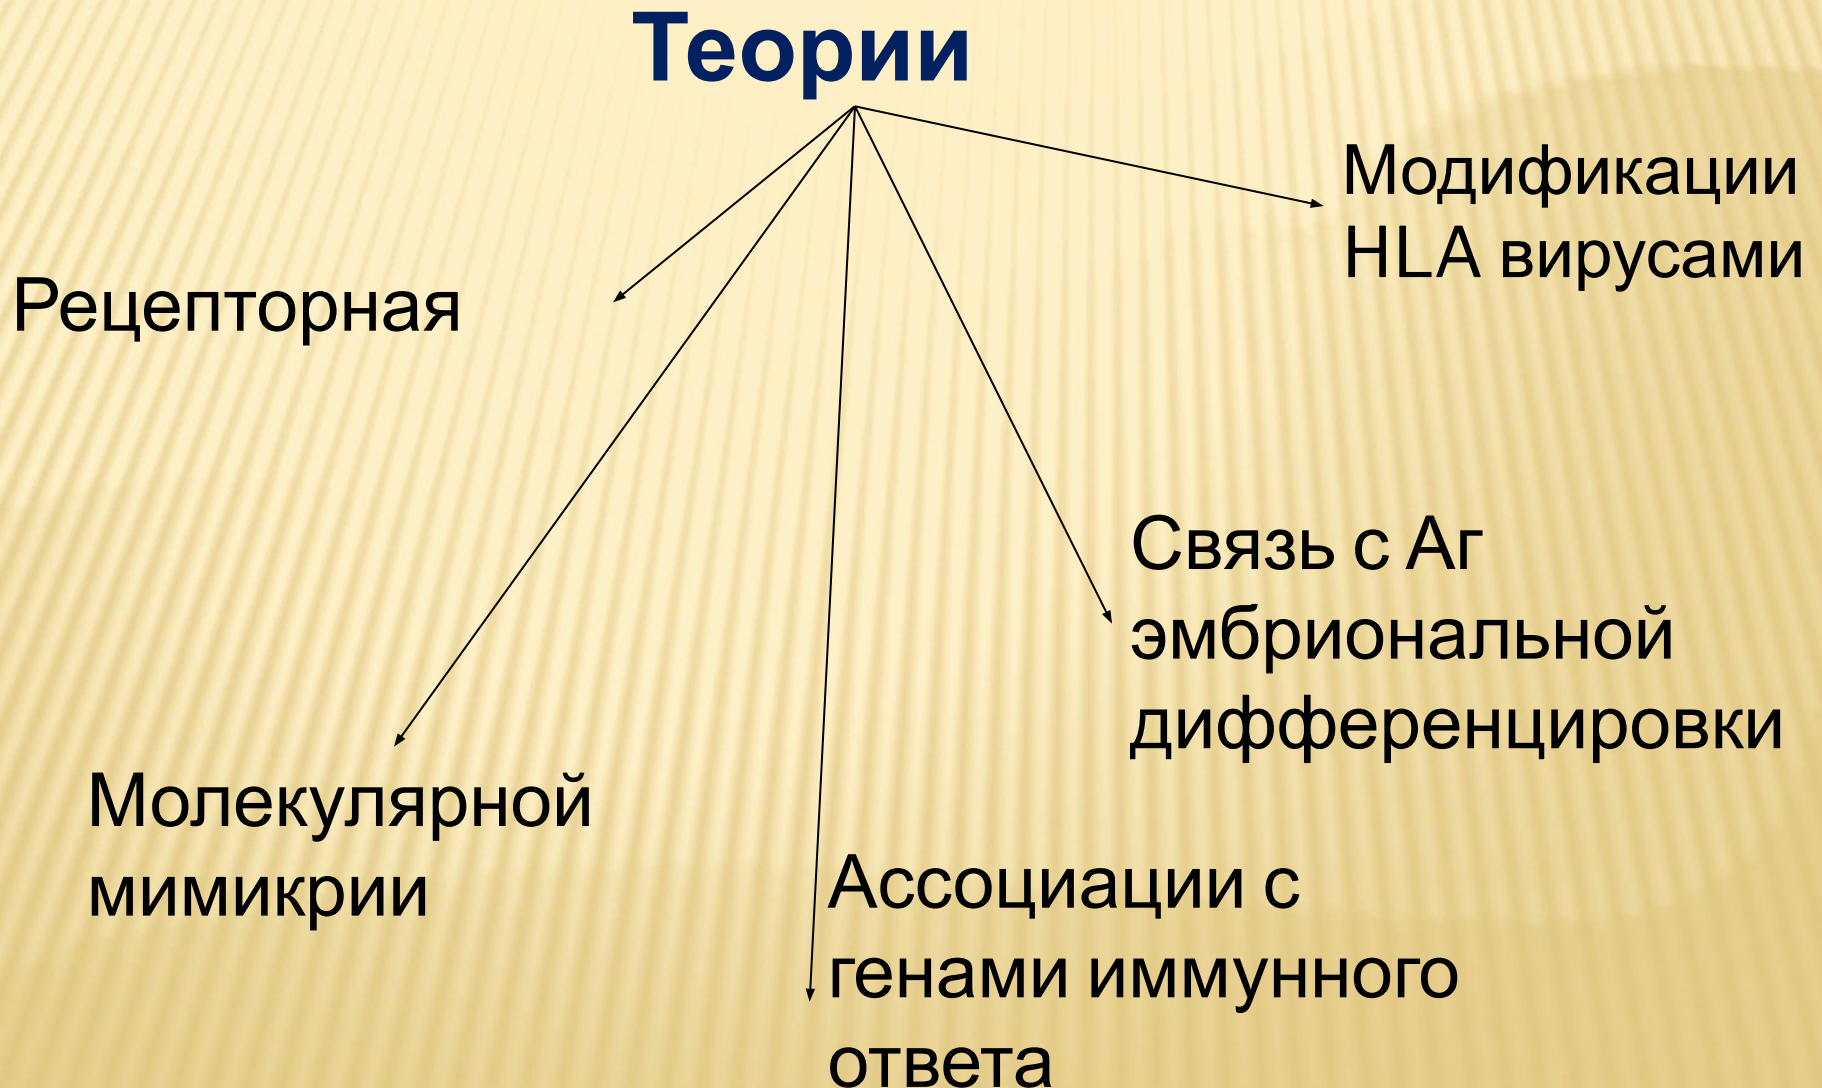 Теории
Модификации
HLA вирусами
Рецепторная
Связь с Аг
эмбриональной
дифференцировки
Молекулярной
мимикрии
Ассоциации с
генами иммунного
ответа